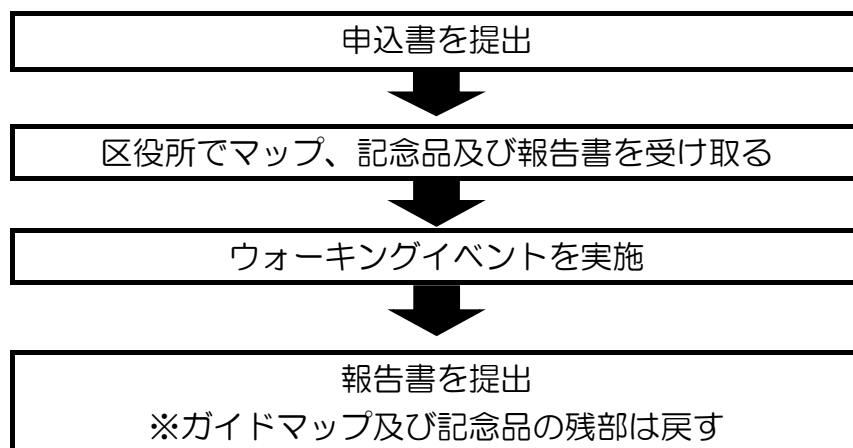 申込書を提出
区役所でマップ、記念品及び報告書を受け取る
ウォーキングイベントを実施
報告書を提出
※ガイドマップ及び記念品の残部は戻す